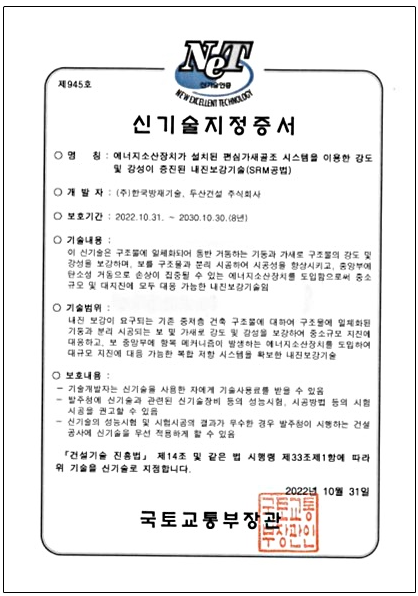 NeT
신기술인증
NEW EXCELLENT TECHNOLOGY
제945호
신기술지정증서
○ 명 칭 : 에너지소산장치가 설치된 편심가새골조 시스템을 이용한 강도
및 강성이 증진된 내진보강기술(SRM공법)
○ 개 발 자 : (주)한국방재기술, 두산건설 주식회사
○ 보호기간 : 2022.10.31. ~ 2030.10.30.(8년)
○ 기술내용 :
이 신기술은 구조물에 일체화되어 동반 거동하는 기둥과 가새로 구조물의 강도 및
강성을 보강하며, 보를 구조물과 분리 시공하여 시공성을 향상시키고, 중앙부에
탄소성 거동으로 손상이 집중될 수 있는 에너지소산장치를 도입함으로써 중소
규모 및 대지진에 모두 대응 가능한 내진보강기술임
○ 기술범위 :
내진 보강이 요구되는 기존 중저층 건축 구조물에 대하여 구조물에 일체화된
기둥과 분리 시공되는 보 및 가새로 강도 및 강성을 보강하여 중소규모 지진에
대응하고, 보 중앙부에 항복 메커니즘이 발생하는 에너지소산장치를 도입하여
대규모 지진에 대응 가능한 복합 저항 시스템을 확보한 내진보강기술
○ 보호내용 :
- 기술개발자는 신기술을 사용한 자에게 기술사용료를 받을 수 있음
- 발주청에 신기술과 관련된 신기술장비 등의 성능시험, 시공방법 등의 시험
시공을 권고할 수 있음
- 신기술의 성능시험 및 시험시공의 결과가 우수한 경우 발주청이 시행하는 건설
공사에 신기술을 우선 적용하게 할 수 있음
「건설기술 진흥법」 제14조 및 같은 법 시행령 제33조제1항에 따라
위 기술을 신기술로 지정합니다.
2022년 10월 31일
국토교통부장관
국토교통
부장관인